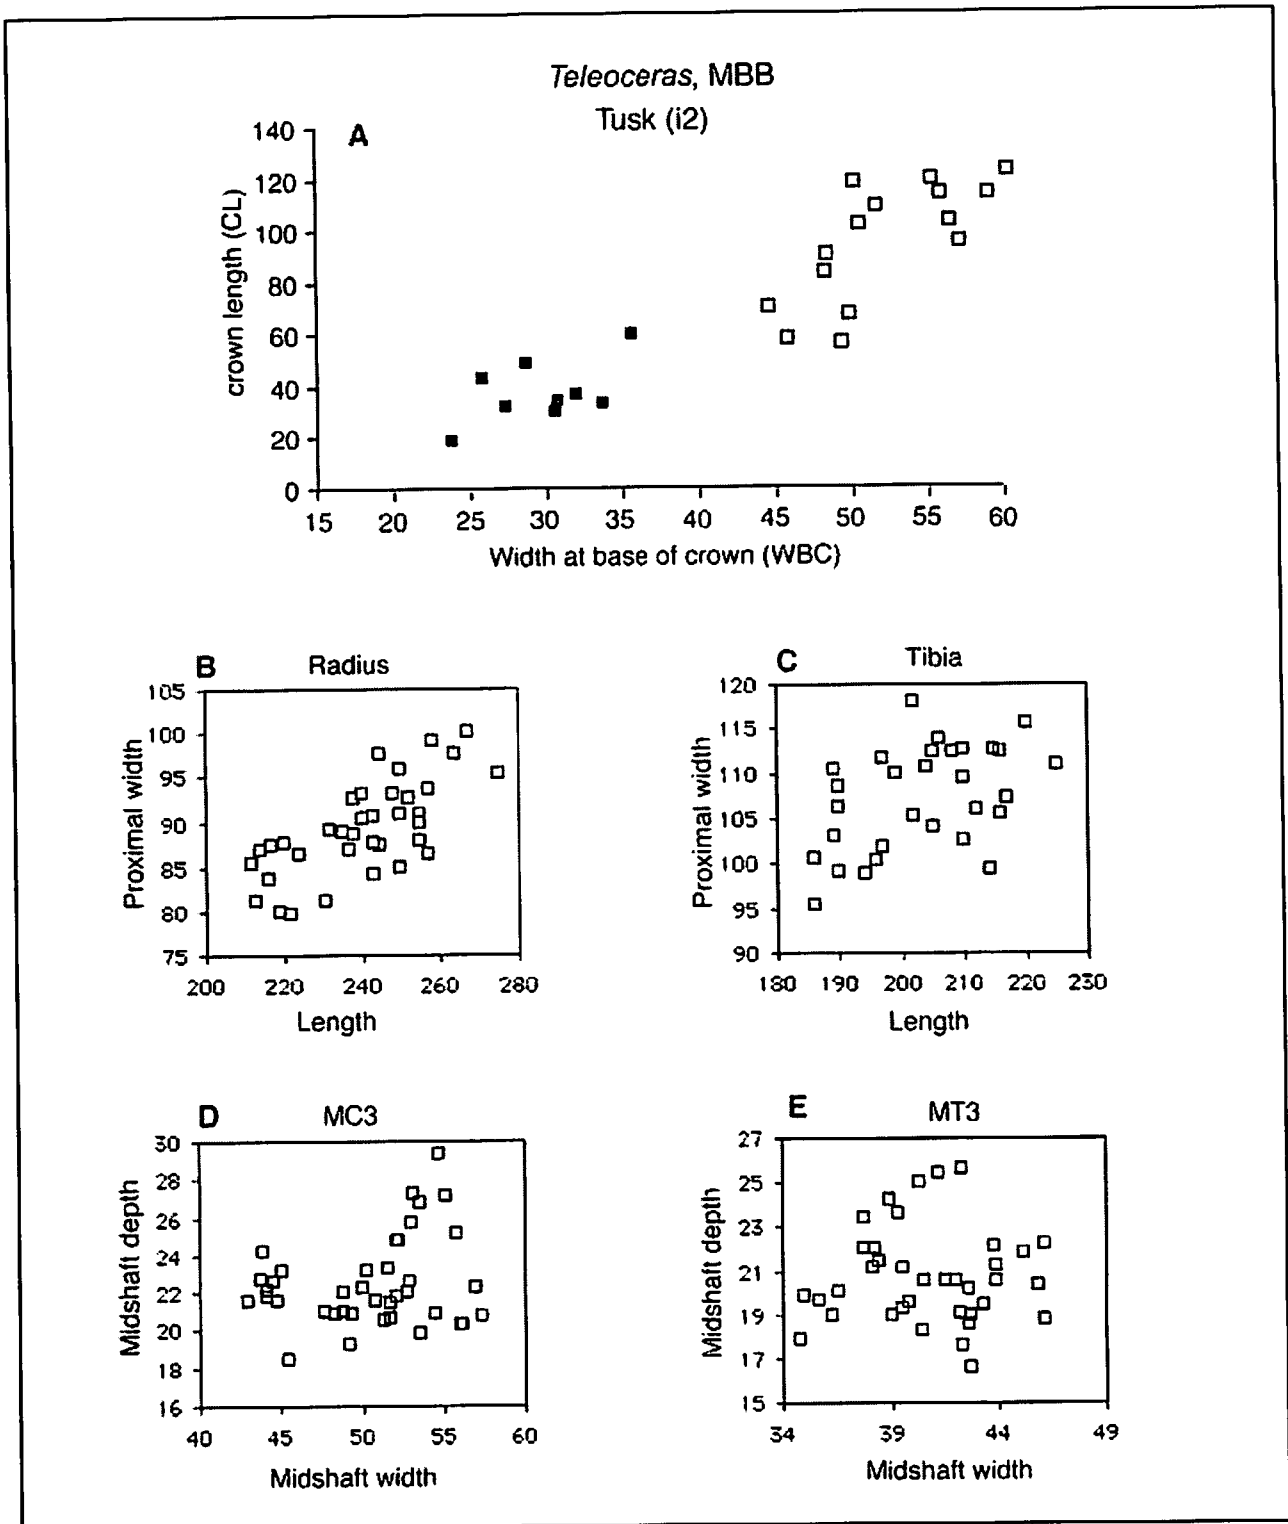 Teleoceras, MBB
Tusk (i2)
A
140
120
100
80
60
40
20
0
crown length (CL)
15 20 25 30 35 40 45 50 55 60
Width at base of crown (WBC)
B Radius
105
100
95
90
85
80
75
Proximal width
200 220 240 260 280
Length
C Tibia
120
115
110
105
100
95
90
Proximal width
180 190 200 210 220 230
Length
D MC3
30
28
26
24
22
20
18
16
Midshaft depth
40 45 50 55 60
Midshaft width
E MT3
27
25
23
21
19
17
15
Midshaft depth
34 39 44 49
Midshaft width